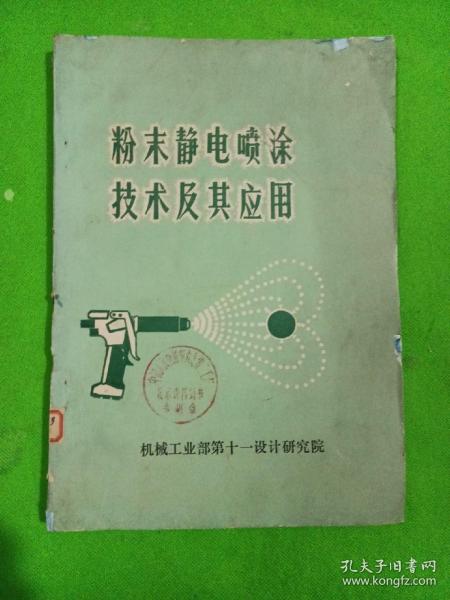 粉末静电喷涂
技术及其应用
机械工业部第十一设计研究院
孔夫子旧书网
www.kongfz.com